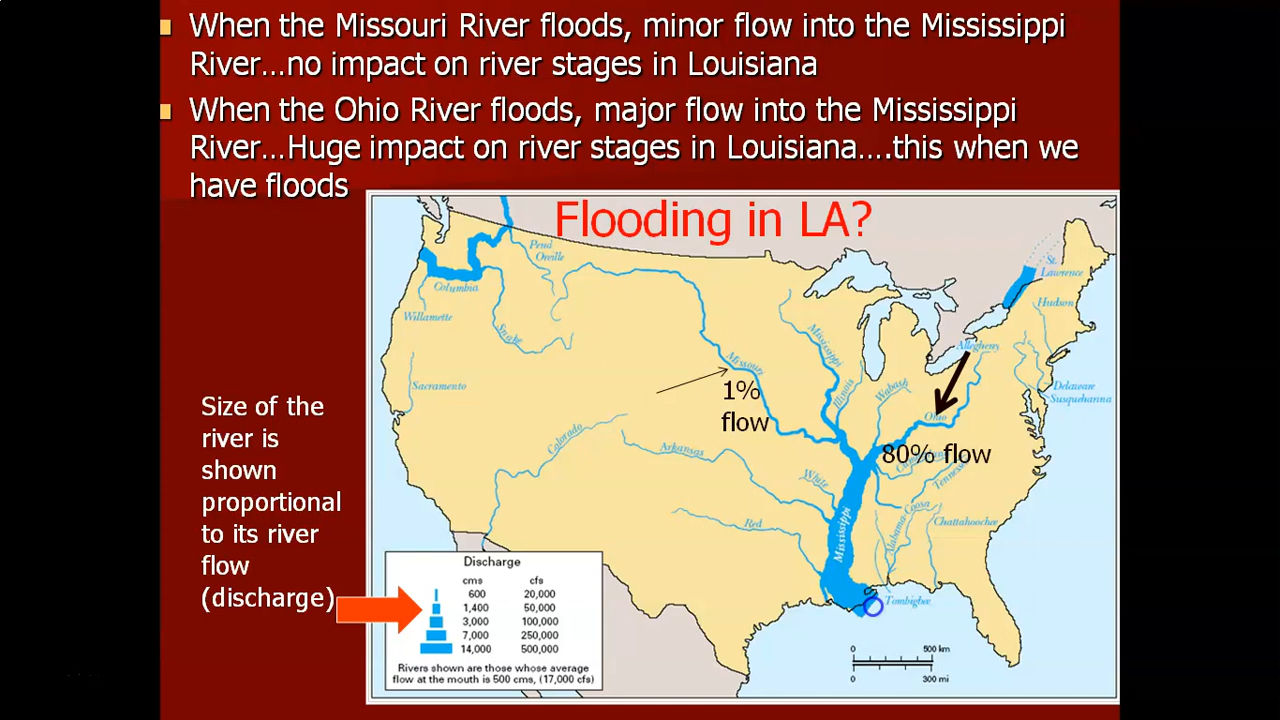 When the Missouri River floods, minor flow into the Mississippi
River…no impact on river stages in Louisiana
When the Ohio River floods, major flow into the Mississippi
River…Huge impact on river stages in Louisiana….this when we
have floods
Flooding in LA?
Pend
Oreille
Columbia
Willamette
Snake
Sacramento
Missouri
1%
flow
Mississippi
Illinois
Wabash
Allegheny
Ohio
80% flow
St.
Lawrence
Hudson
Delaware
Susquehanna
Colorado
Arkansas
White
Red
Mississippi
Tennessee
Alabama-Coosa
Chattahoochee
Tombigbee
Size of the
river is
shown
proportional
to its river
flow
(discharge)
Discharge
cms cfs
600 20,000
1,400 50,000
3,000 100,000
7,000 250,000
14,000 500,000
Rivers shown are those whose average
flow at the mouth is 500 cms, (17,000 cfs)
0 500 km
0 300 mi